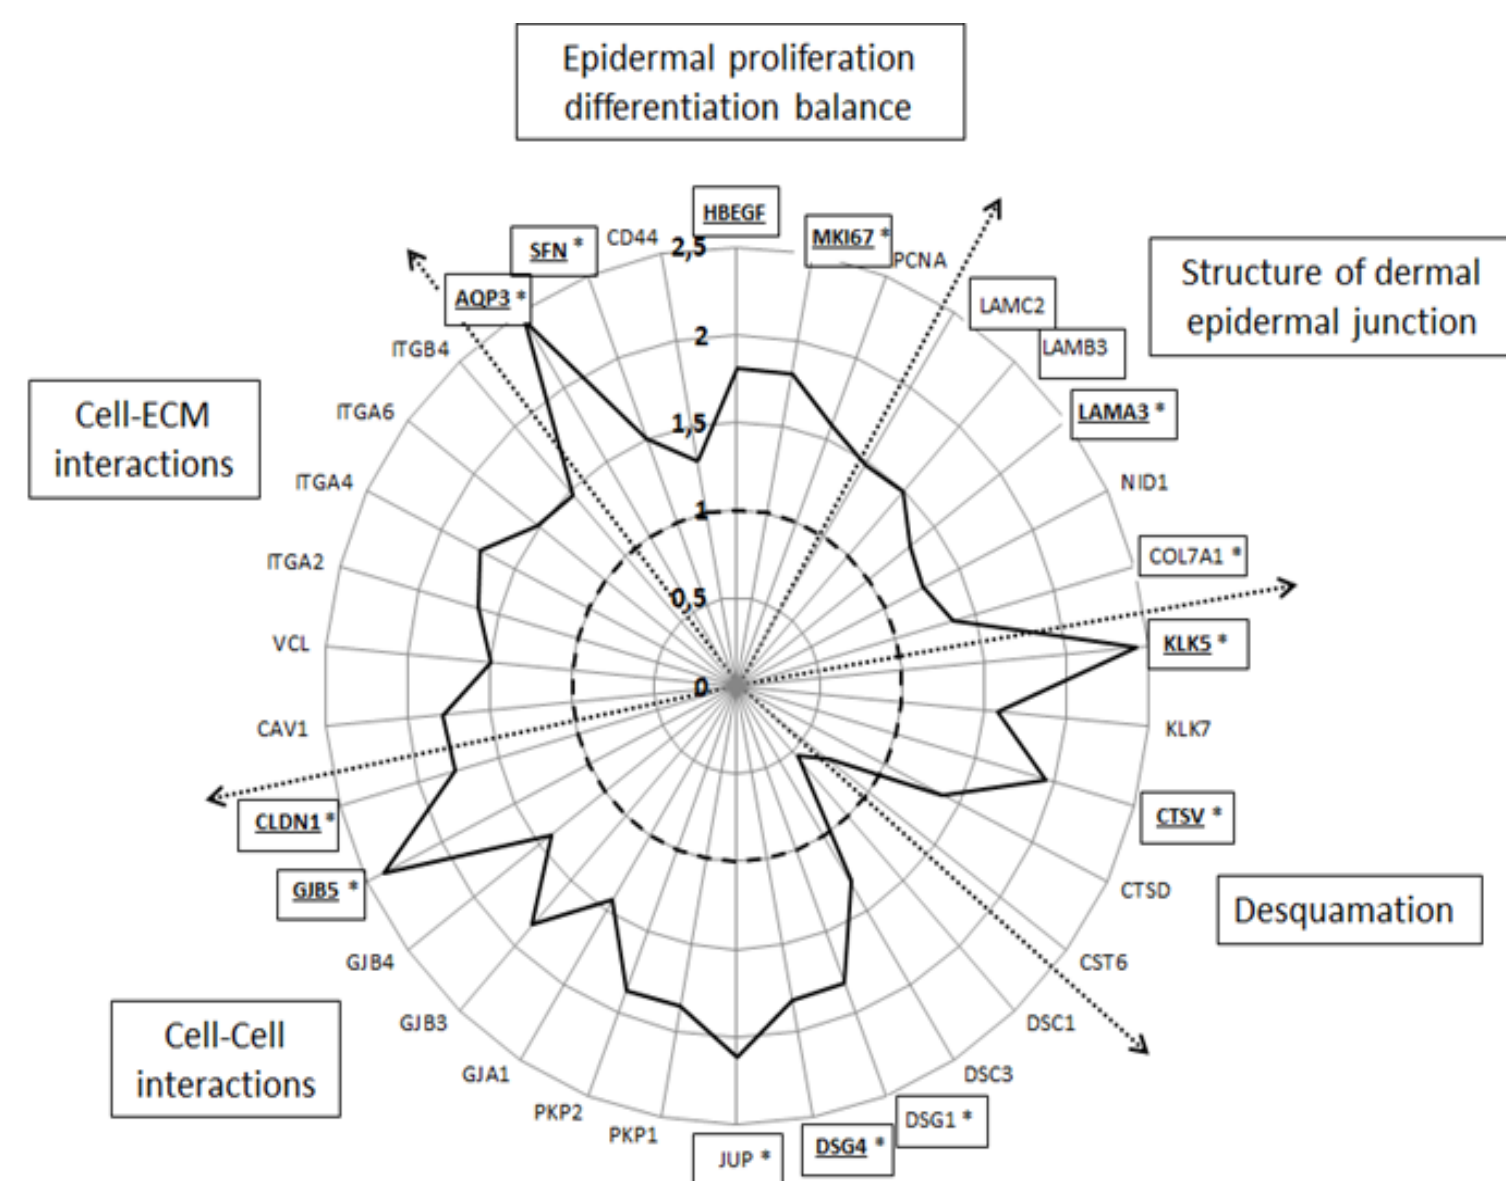 Epidermal proliferation
differentiation balance
HBEGF
MKI67 *
PCNA
LAMC2
LAMB3
LAMA3 *
NID1
COL7A1 *
Structure of dermal
epidermal junction
KLK5 *
KLK7
CTSV *
CTSD
CST6
Desquamation
DSC1
DSC3
DSG1 *
DSG4 *
JUP *
PKP1
PKP2
GJA1
GJB3
GJB4
GJB5 *
CLDN1 *
Cell-Cell
interactions
CAV1
VCL
ITGA2
ITGA4
ITGA6
ITGB4
Cell-ECM
interactions
AQP3 *
SFN *
CD44
2,5
2
1,5
1
0,5
0